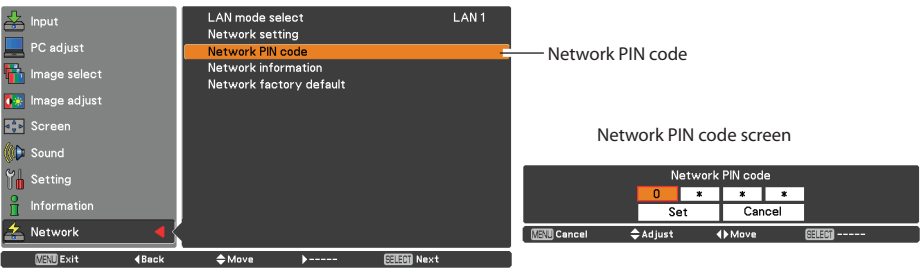 Input
PC adjust
Image select
Image adjust
Screen
Sound
Setting
Information
Network
LAN mode select LAN 1
Network setting
Network PIN code
Network information
Network factory default
MENU Exit Back Move ----- SELECT Next
Network PIN code
Network PIN code screen
Network PIN code
0 * * *
Set Cancel
MENU Cancel Adjust Move SELECT -----